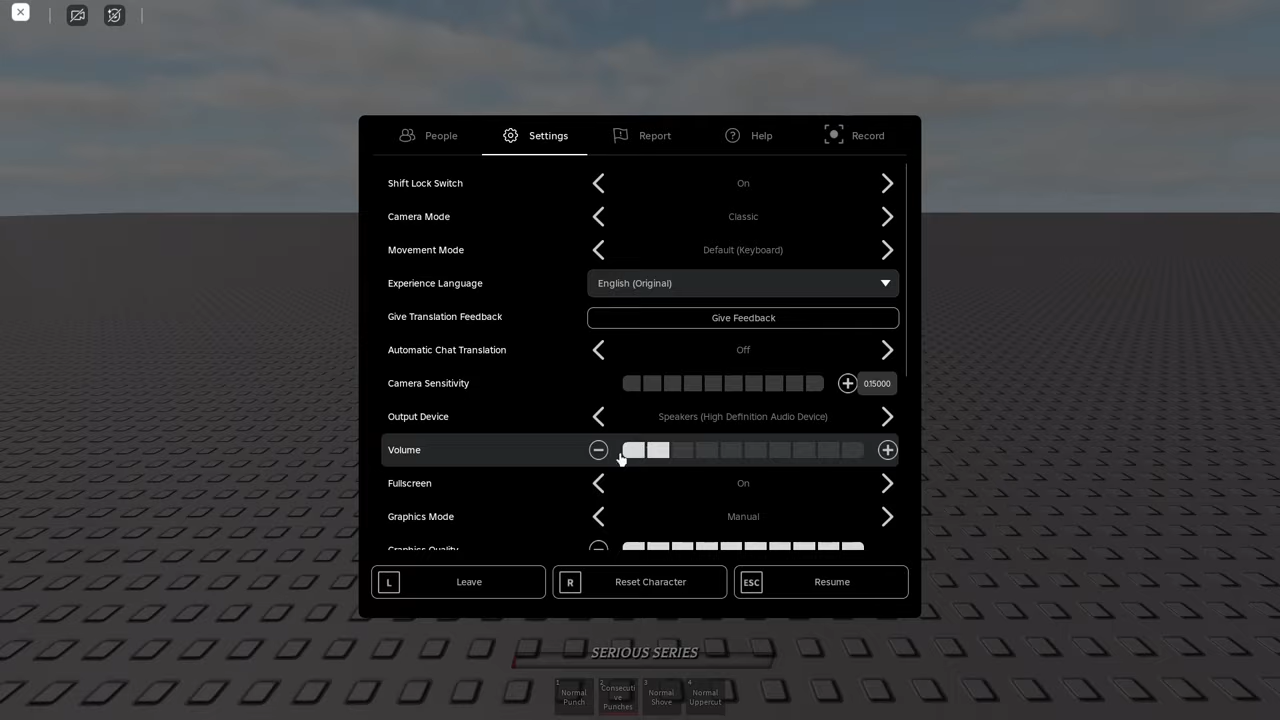 People
Settings
Report
Help
Record
Shift Lock Switch
On
Camera Mode
Classic
Movement Mode
Default (Keyboard)
Experience Language
English (Original)
Give Translation Feedback
Give Feedback
Automatic Chat Translation
Off
Camera Sensitivity
0.15000
Output Device
Speakers (High Definition Audio Device)
Volume
Fullscreen
On
Graphics Mode
Manual
Graphics Quality
L
Leave
R
Reset Character
ESC
Resume
SERIOUS SERIES
1
Normal
Punch
2
Consecuti
ve
Punches
3
Normal
Shove
4
Normal
Uppercut